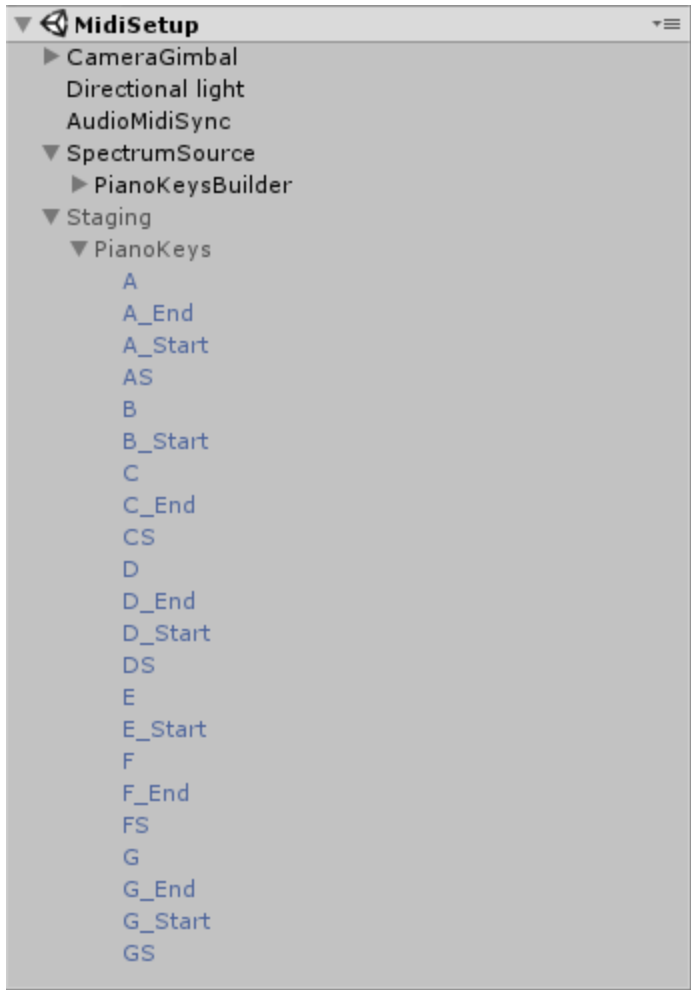 MidiSetup
CameraGimbal
Directional light
AudioMidiSync
SpectrumSource
PianoKeysBuilder
Staging
PianoKeys
A
A_End
A_Start
AS
B
B_Start
C
C_End
CS
D
D_End
D_Start
DS
E
E_Start
F
F_End
FS
G
G_End
G_Start
GS